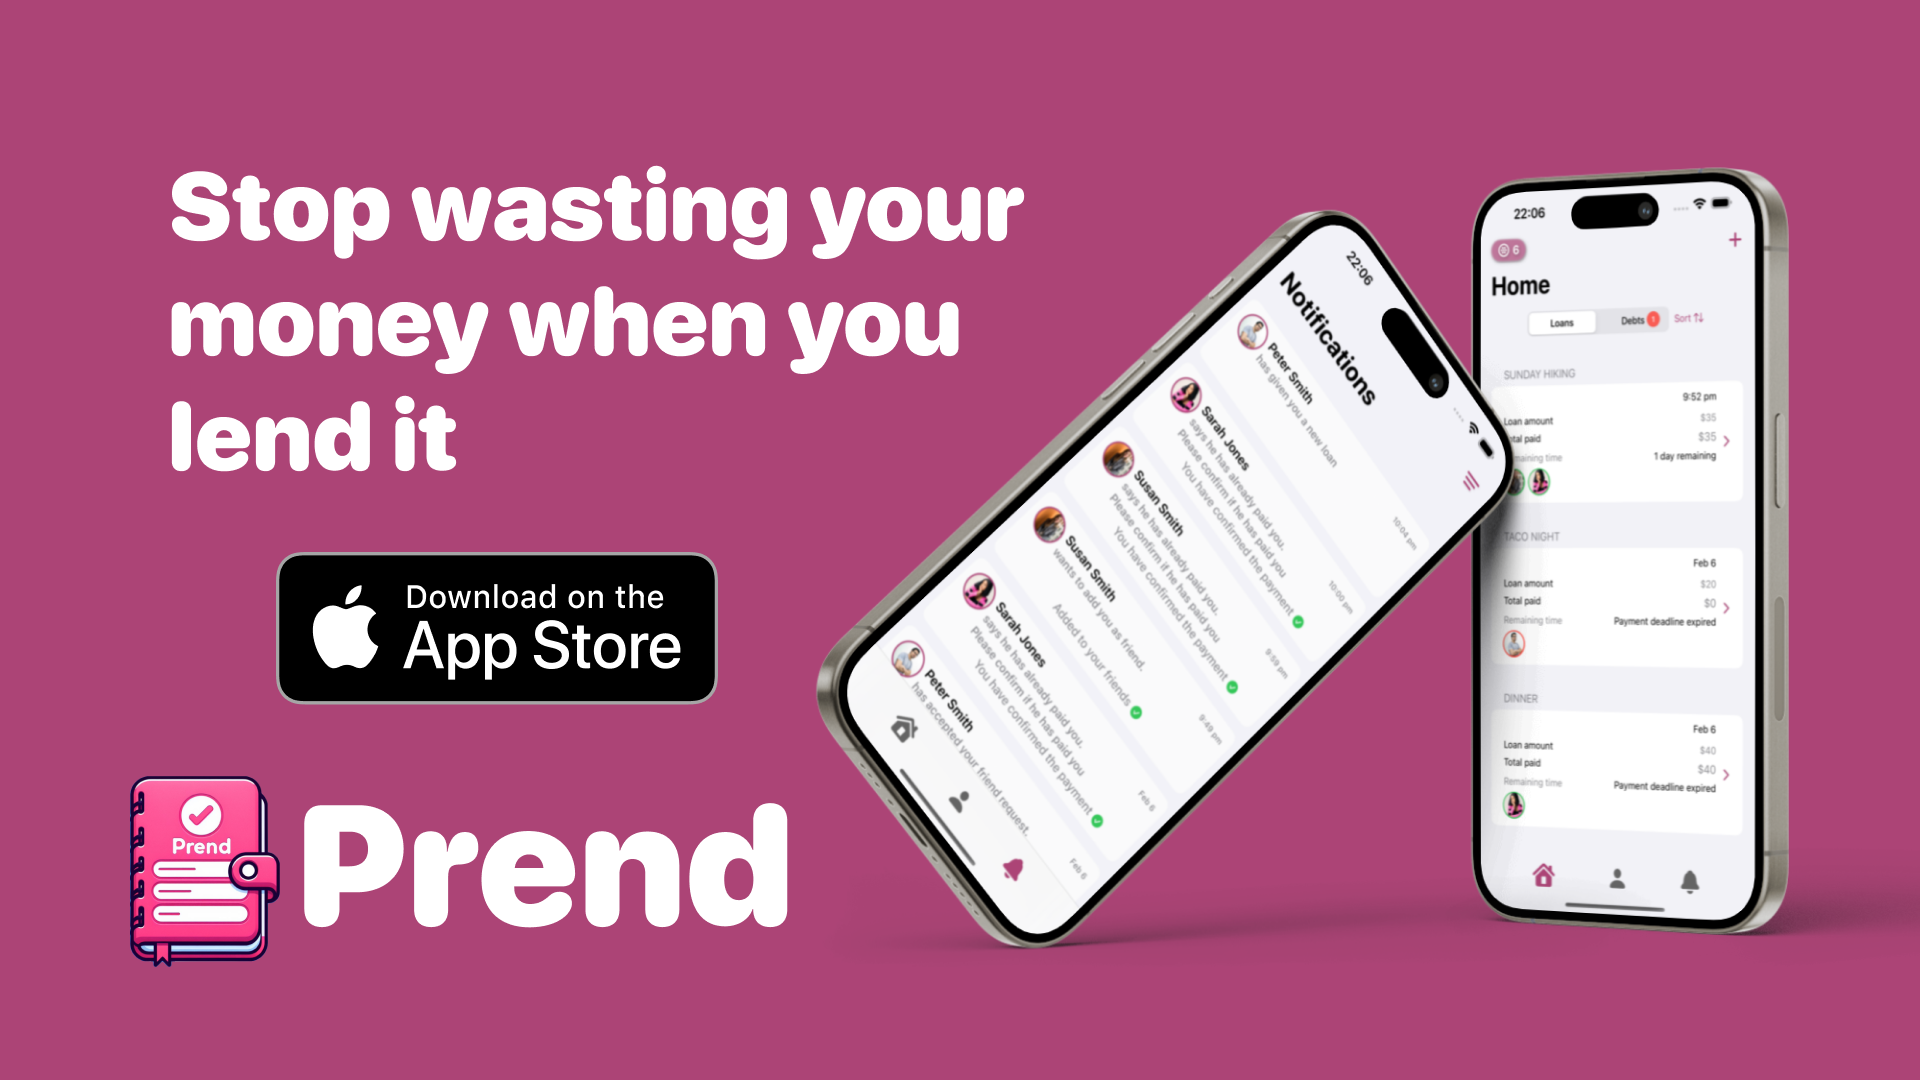 Stop wasting your
money when you
lend it
Download on the
App Store
Prend
Prend
22:06
Notifications
Peter Smith
has given you a new loan
10:04 pm
Sarah Jones
says he has already paid you.
Please confirm if he has paid you
You have confirmed the payment
10:00 pm
Susan Smith
says he has already paid you.
Please confirm if he has paid you
You have confirmed the payment
9:59 pm
Susan Smith
wants to add you as friend.
Added to your friends
9:49 pm
Sarah Jones
says he has already paid you.
Please confirm if he has paid you
You have confirmed the payment
Feb 6
Peter Smith
has accepted your friend request.
Feb 6
22:06
6
+
Home
Loans
Debts
Sort
SUNDAY HIKING
9:52 pm
Loan amount $35
otal paid $35
maining time 1 day remaining
TACO NIGHT
Feb 6
Loan amount $20
Total paid $0
Remaining time Payment deadline expired
DINNER
Feb 6
Loan amount $40
Total paid $40
Remaining time Payment deadline expired